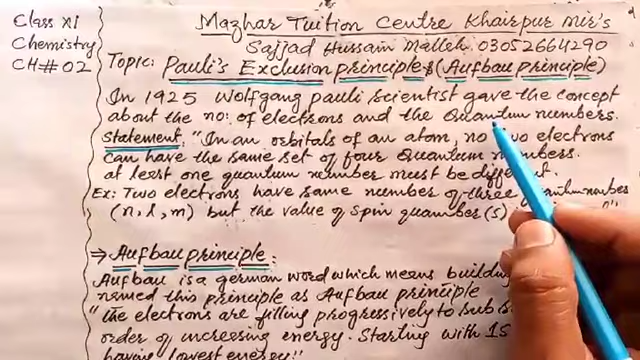 Mazhar Tuition Centre Khairpur Mir's
Class XI
Sajjad Hussain Malleh. 03052664290
Chemistry
CH#02
Topic: Pauli's Exclusion principle & (Aufbau principle)
In 1925 Wolfgang pauli scientist gave the concept
about the no: of electrons and the Quantum numbers.
Statement: "In an orbitals of an atom, no two electrons
can have the same set of four Quantum numbers.
at least one quantum number must be different.
Ex: Two electrons have same number of three quantum number
(n, l, m) but the value of spin quamber (s)
⇒ Aufbau principle:
Aufbau is a german word which means building
named this principle as Aufbau principle
"The electrons are filling progressively to sub
order of increasing energy. Starting with 1S
having lowest energy"